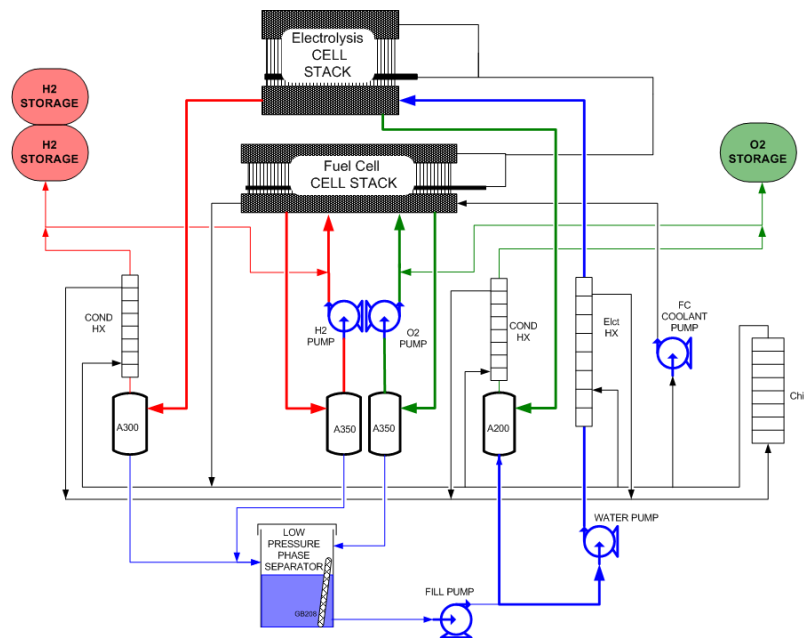 Electrolysis
CELL
STACK
H2
STORAGE
H2
STORAGE
O2
STORAGE
Fuel Cell
CELL STACK
COND
HX
H2
PUMP
O2
PUMP
COND
HX
Elct
HX
FC
COOLANT
PUMP
Chi
A300
A350
A350
A200
LOW
PRESSURE
PHASE
SEPARATOR
GB208
WATER PUMP
FILL PUMP